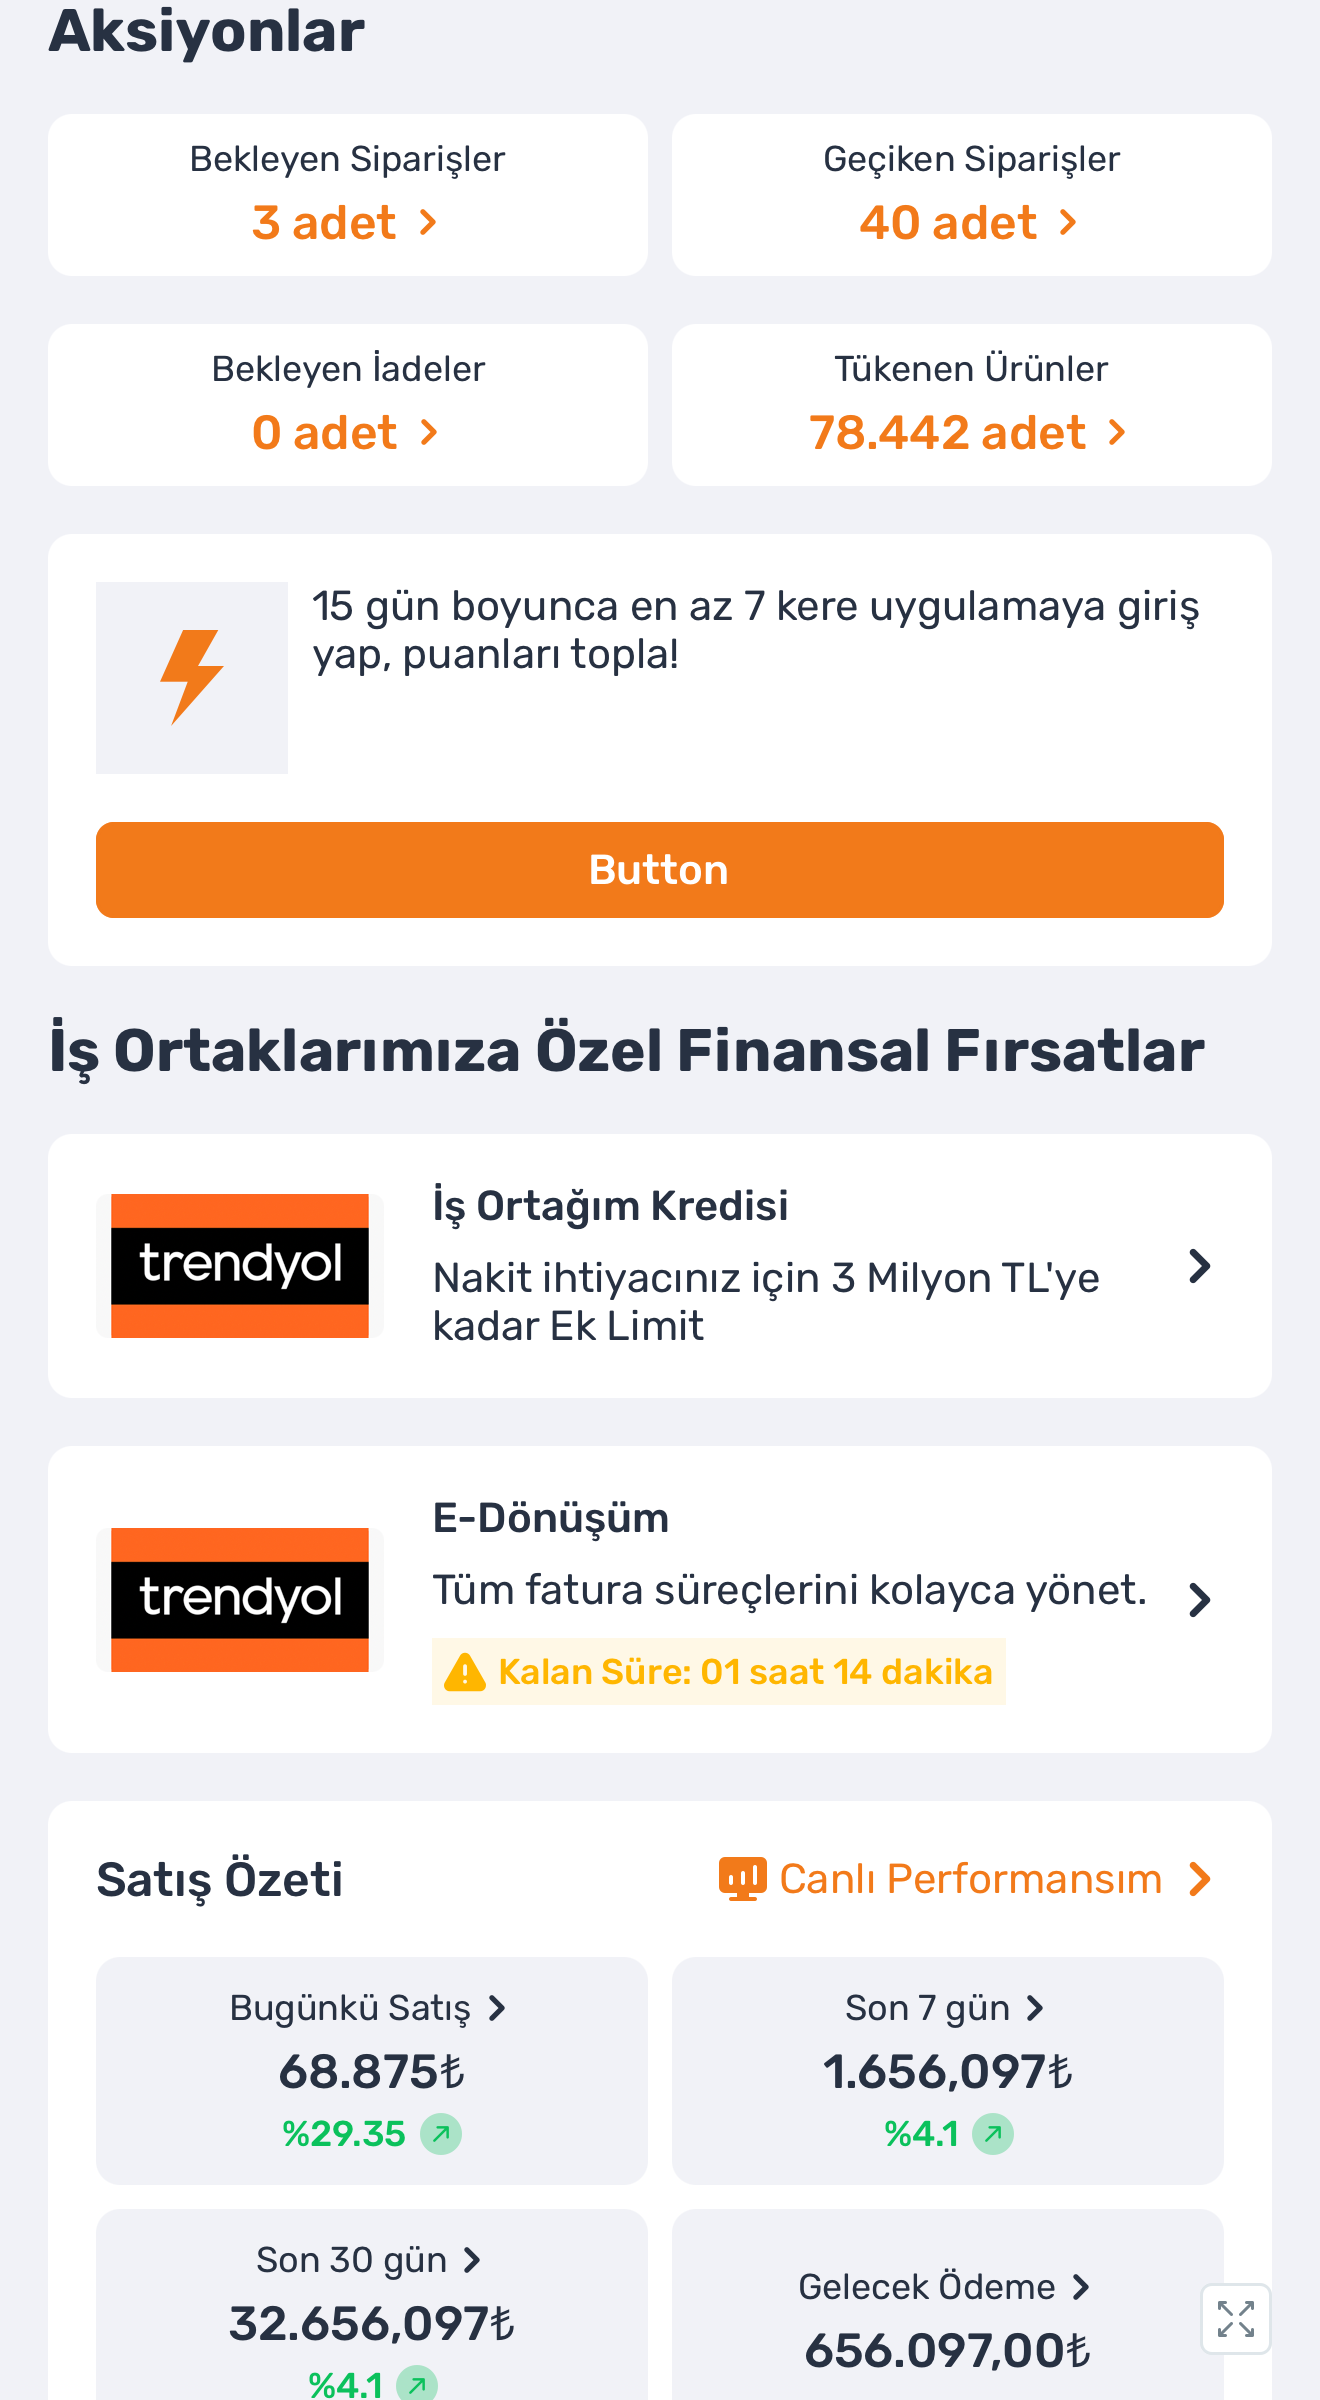 Aksiyonlar
Bekleyen Siparişler
3 adet
Geçiken Siparişler
40 adet
Bekleyen İadeler
0 adet
Tükenen Ürünler
78.442 adet
15 gün boyunca en az 7 kere uygulamaya giriş
yap, puanları topla!
Button
İş Ortaklarımıza Özel Finansal Fırsatlar
trendyol
İş Ortağım Kredisi
Nakit ihtiyacınız için 3 Milyon TL'ye
kadar Ek Limit
trendyol
E-Dönüşüm
Tüm fatura süreçlerini kolayca yönet.
Kalan Süre: 01 saat 14 dakika
Satış Özeti
Canlı Performansım
Bugünkü Satış
68.875₺
%29.35
Son 7 gün
1.656,097₺
%4.1
Son 30 gün
32.656,097₺
%4.1
Gelecek Ödeme
656.097,00₺